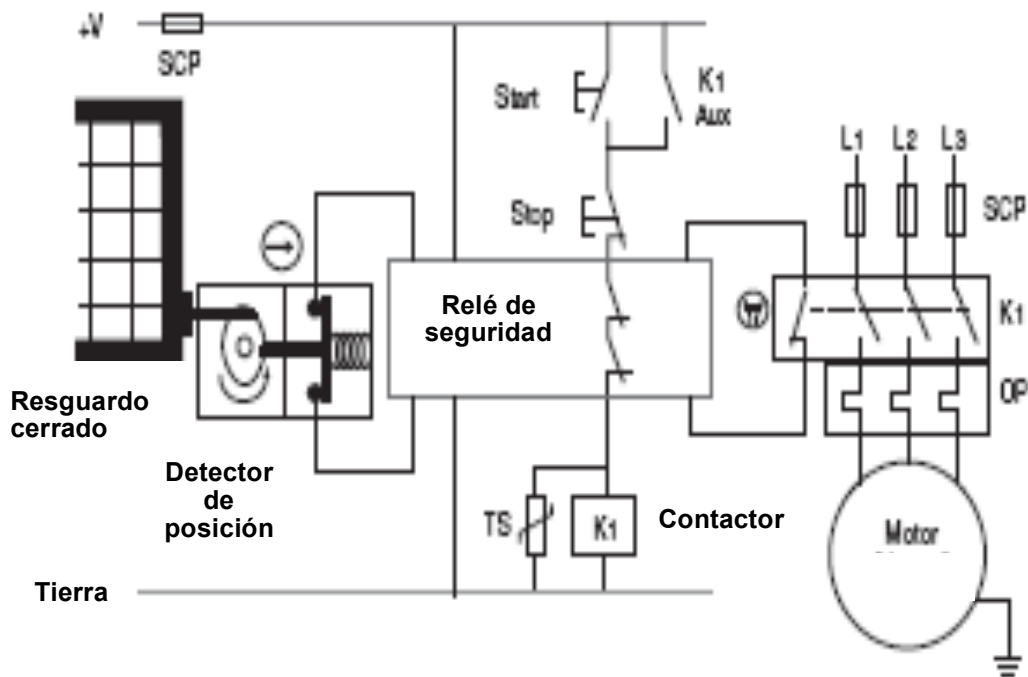 +V
SCP
Start
K1
Aux
L1 L2 L3
SCP
Stop
Relé de
seguridad
K1
OP
Resguardo
cerrado
Detector
de
posición
TS
K1
Contactor
Motor
Tierra